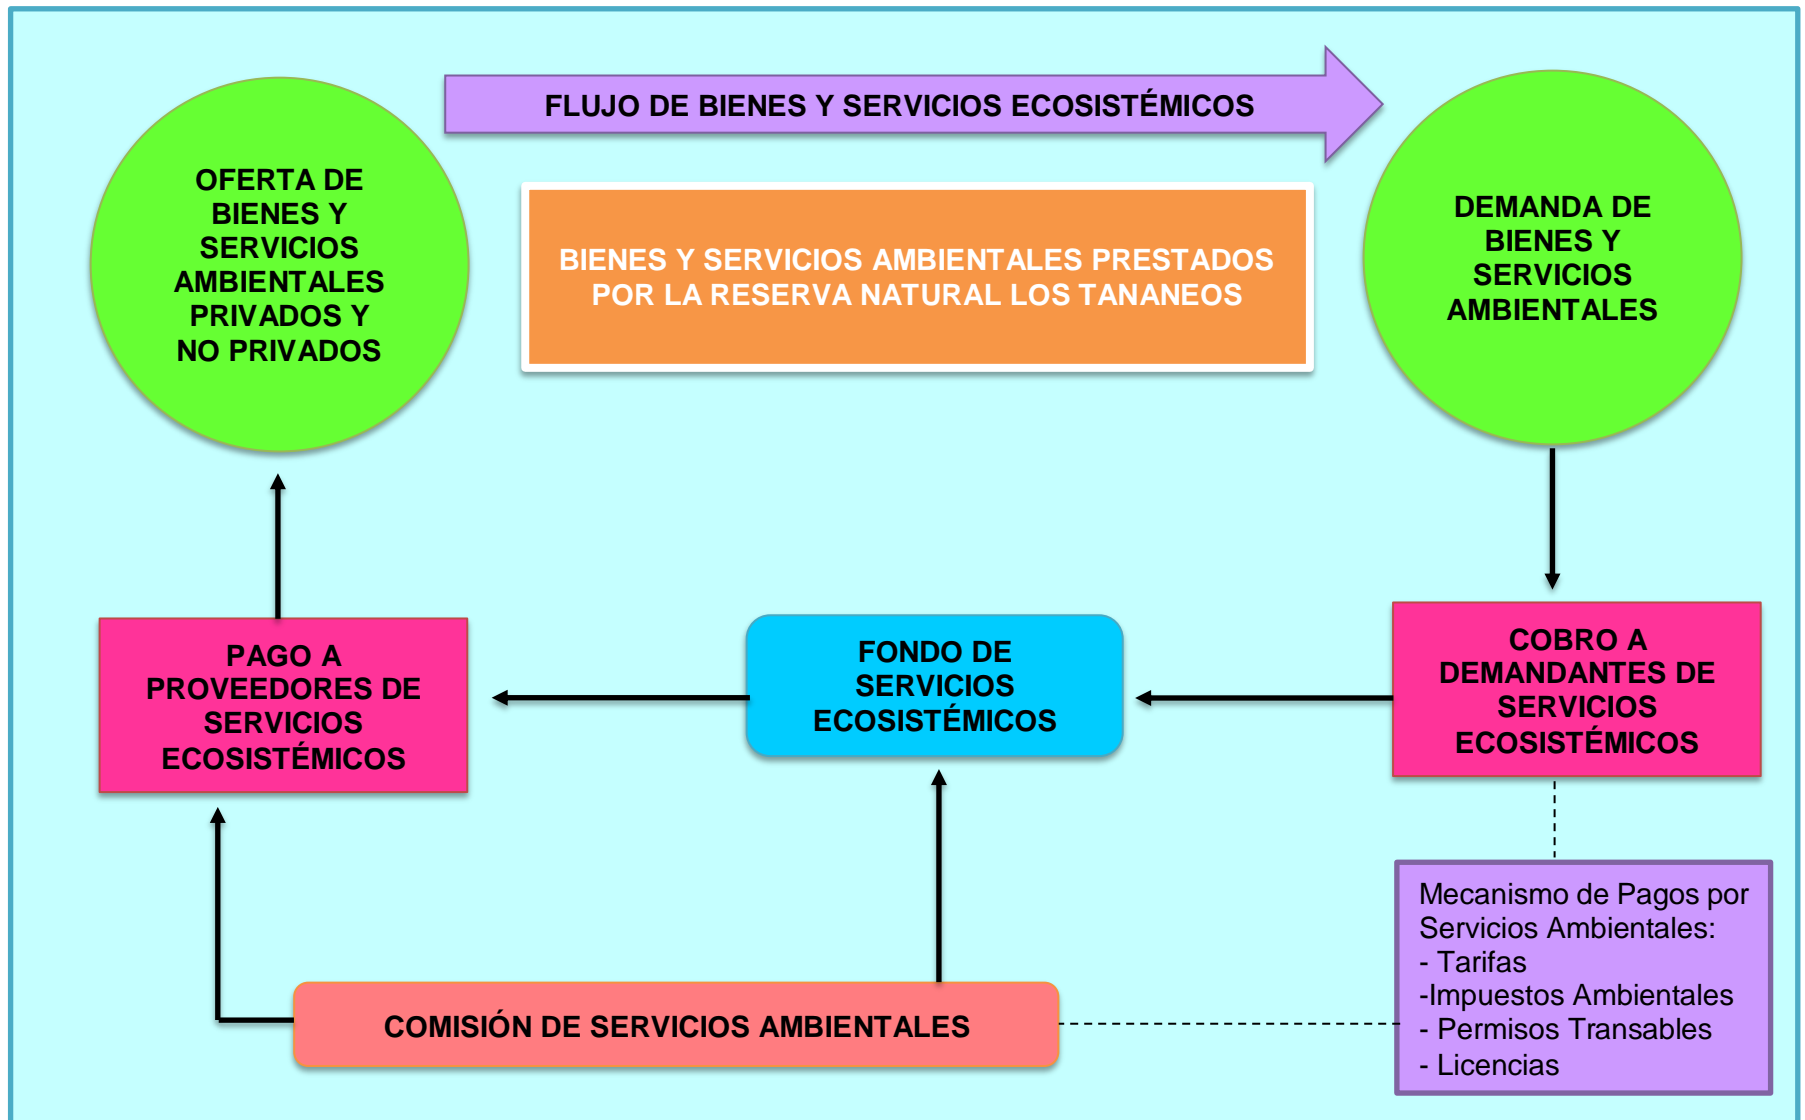 FLUJO DE BIENES Y SERVICIOS ECOSISTÉMICOS
OFERTA DE
BIENES Y
SERVICIOS
AMBIENTALES
PRIVADOS Y
NO PRIVADOS
BIENES Y SERVICIOS AMBIENTALES PRESTADOS
POR LA RESERVA NATURAL LOS TANANEOS
DEMANDA DE
BIENES Y
SERVICIOS
AMBIENTALES
PAGO A
PROVEEDORES DE
SERVICIOS
ECOSISTÉMICOS
FONDO DE
SERVICIOS
ECOSISTÉMICOS
COBRO A
DEMANDANTES DE
SERVICIOS
ECOSISTÉMICOS
COMISIÓN DE SERVICIOS AMBIENTALES
Mecanismo de Pagos por
Servicios Ambientales:
- Tarifas
-Impuestos Ambientales
- Permisos Transables
- Licencias